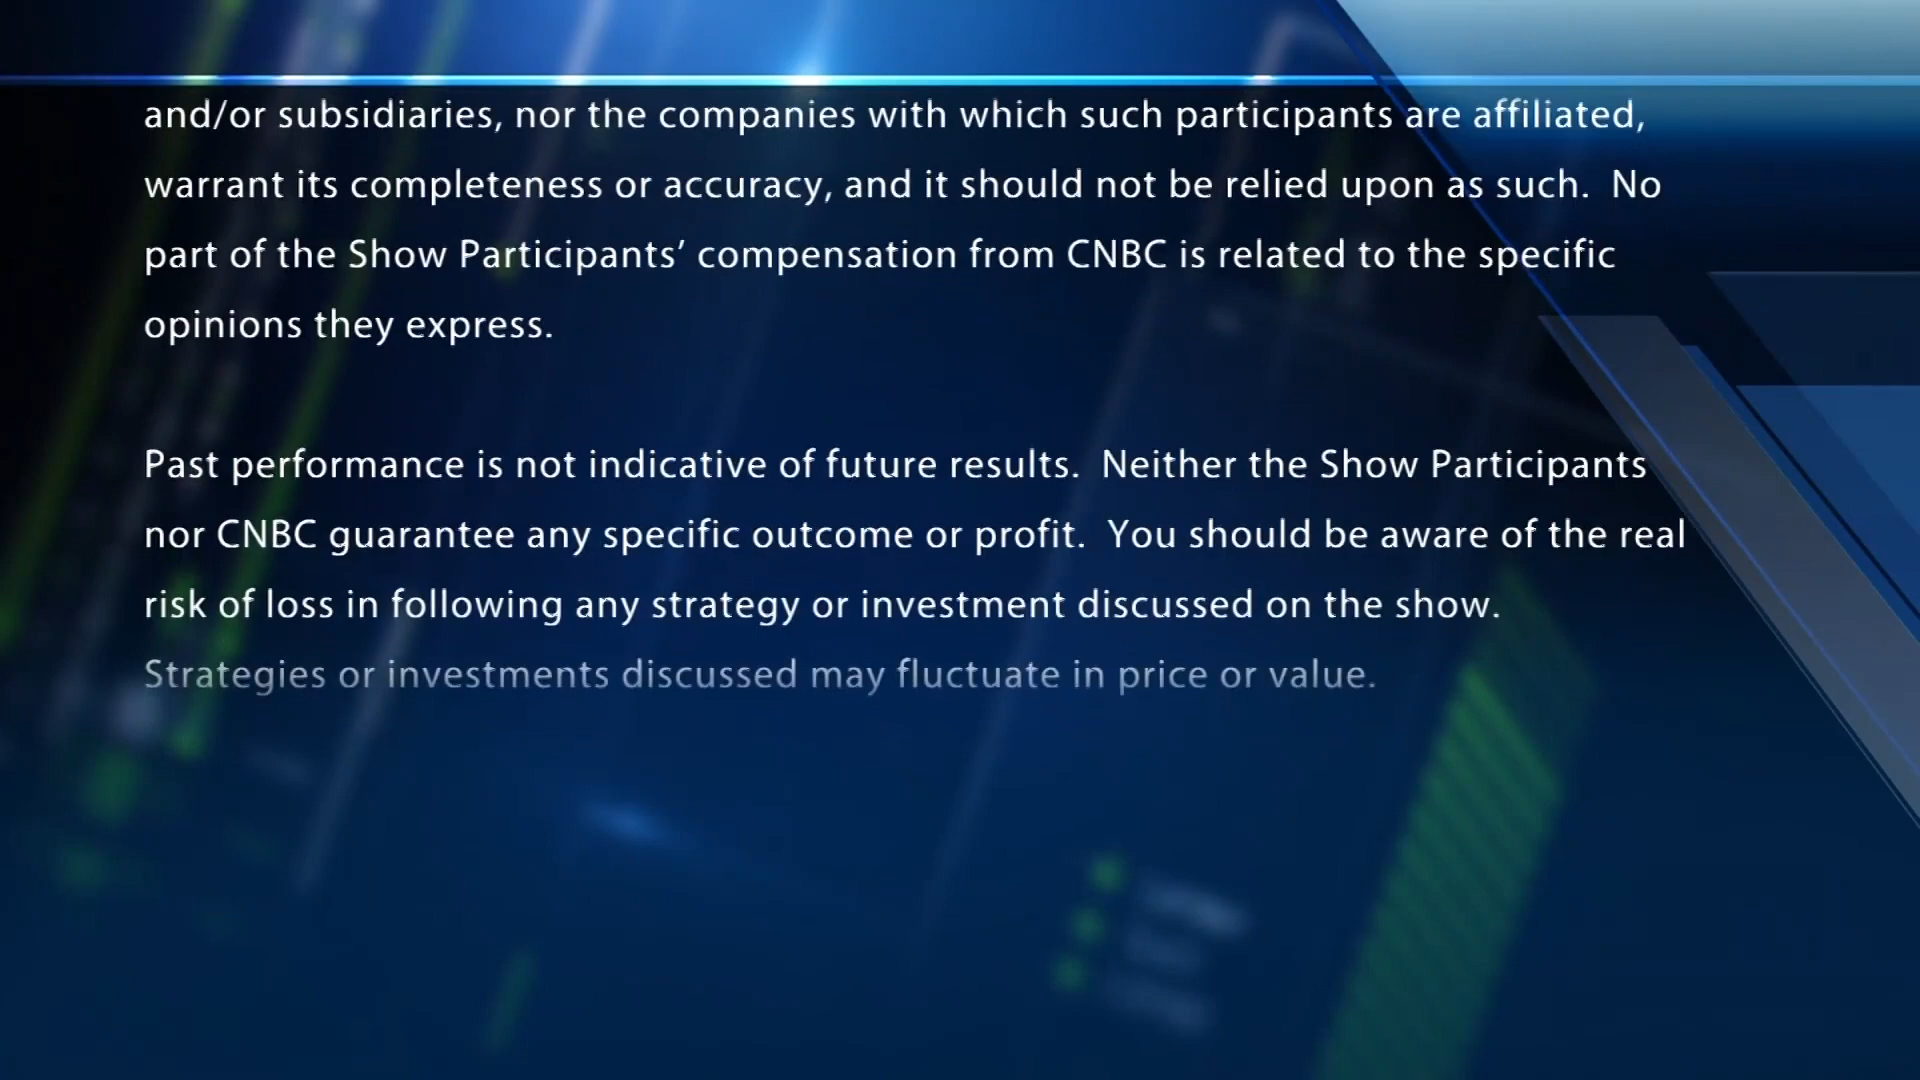 and/or subsidiaries, nor the companies with which such participants are affiliated,
warrant its completeness or accuracy, and it should not be relied upon as such.  No
part of the Show Participants’ compensation from CNBC is related to the specific
opinions they express.
Past performance is not indicative of future results.  Neither the Show Participants
nor CNBC guarantee any specific outcome or profit.  You should be aware of the real
risk of loss in following any strategy or investment discussed on the show.
Strategies or investments discussed may fluctuate in price or value.